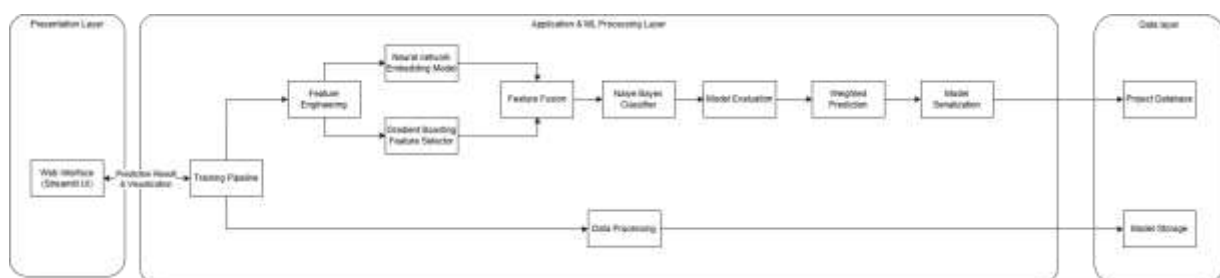 Presentation Layer
Application & ML Processing Layer
Data layer
Neural network
Embedding Model
Feature
Engineering
Feature Fusion
Naive Bayes
Classifier
Model Evaluation
Weighted
Prediction
Model
Serialization
Project Database
Gradient Boosting
Feature Selector
Web Interface
(Streamlit UI)
Prediction Result
& Visualization
Training Pipeline
Data Processing
Model Storage